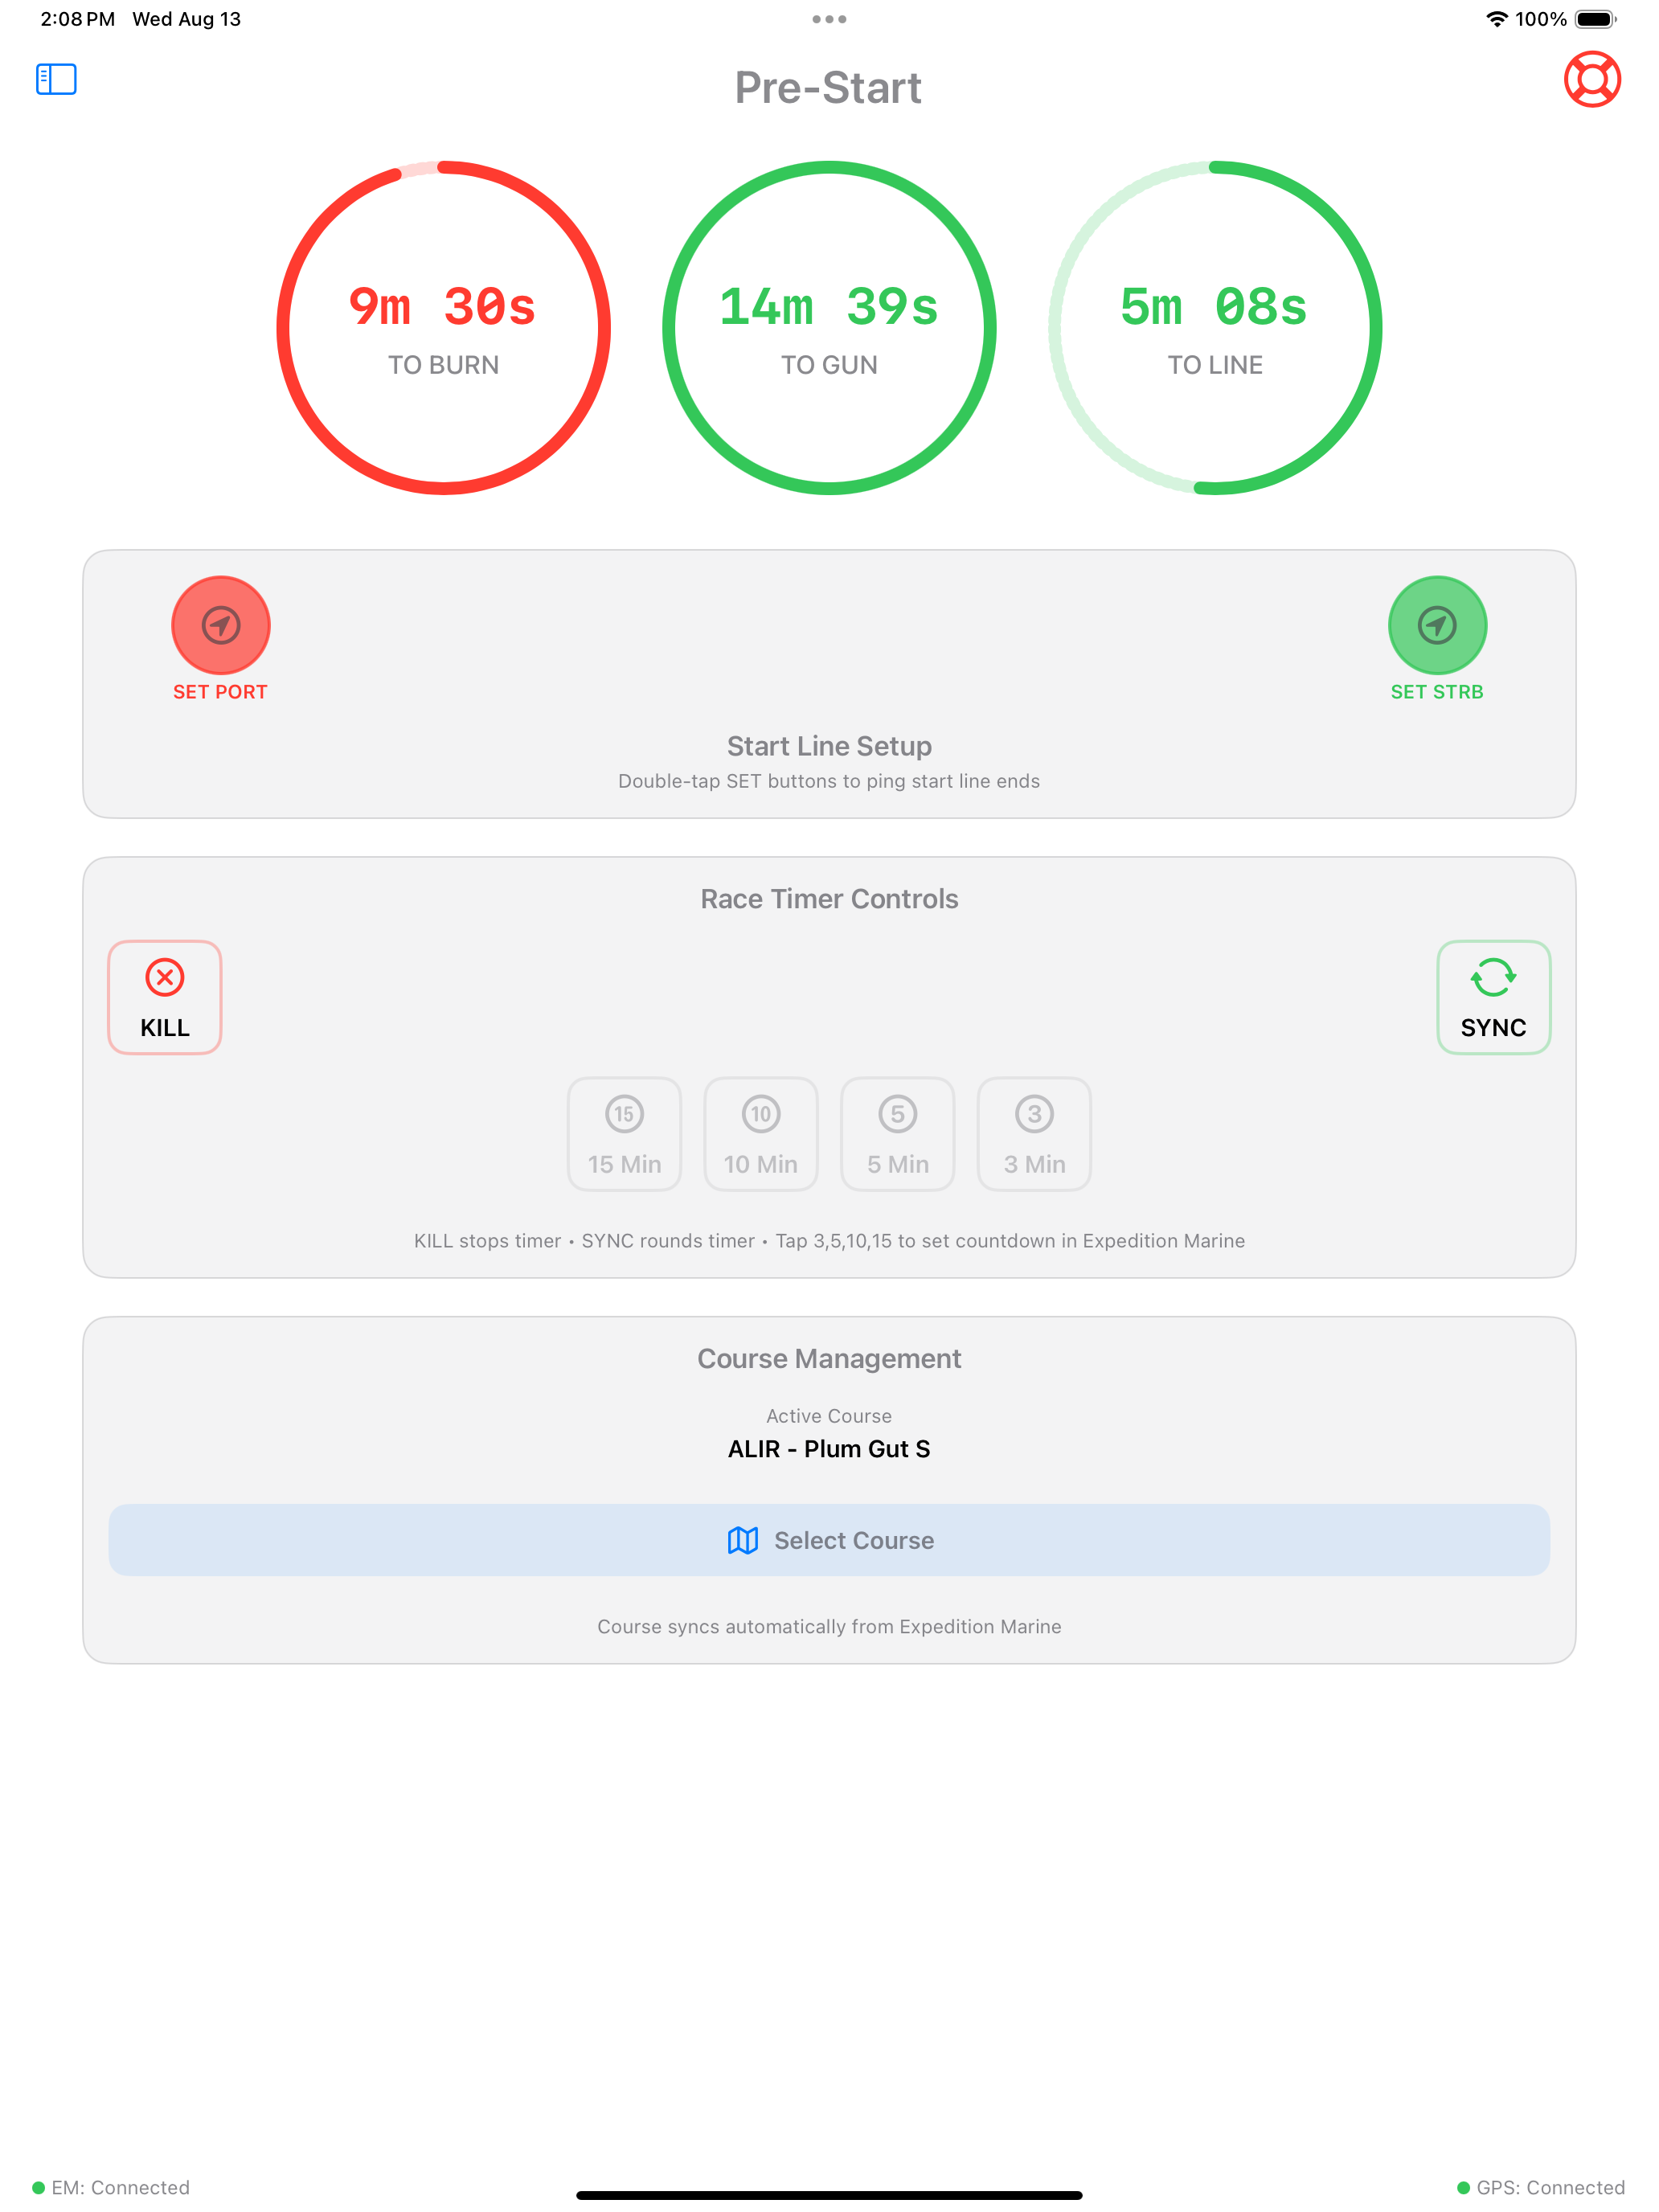 2:08 PM Wed Aug 13
100%
Pre-Start
9m 30s
TO BURN
14m 39s
TO GUN
5m 08s
TO LINE
SET PORT
SET STRB
Start Line Setup
Double-tap SET buttons to ping start line ends
Race Timer Controls
KILL
SYNC
15
15 Min
10
10 Min
5
5 Min
3
3 Min
KILL stops timer • SYNC rounds timer • Tap 3,5,10,15 to set countdown in Expedition Marine
Course Management
Active Course
ALIR - Plum Gut S
Select Course
Course syncs automatically from Expedition Marine
EM: Connected
GPS: Connected